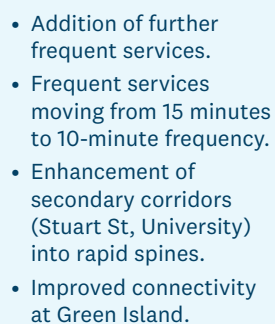 • Addition of further
frequent services.
• Frequent services
moving from 15 minutes
to 10-minute frequency.
• Enhancement of
secondary corridors
(Stuart St, University)
into rapid spines.
• Improved connectivity
at Green Island.